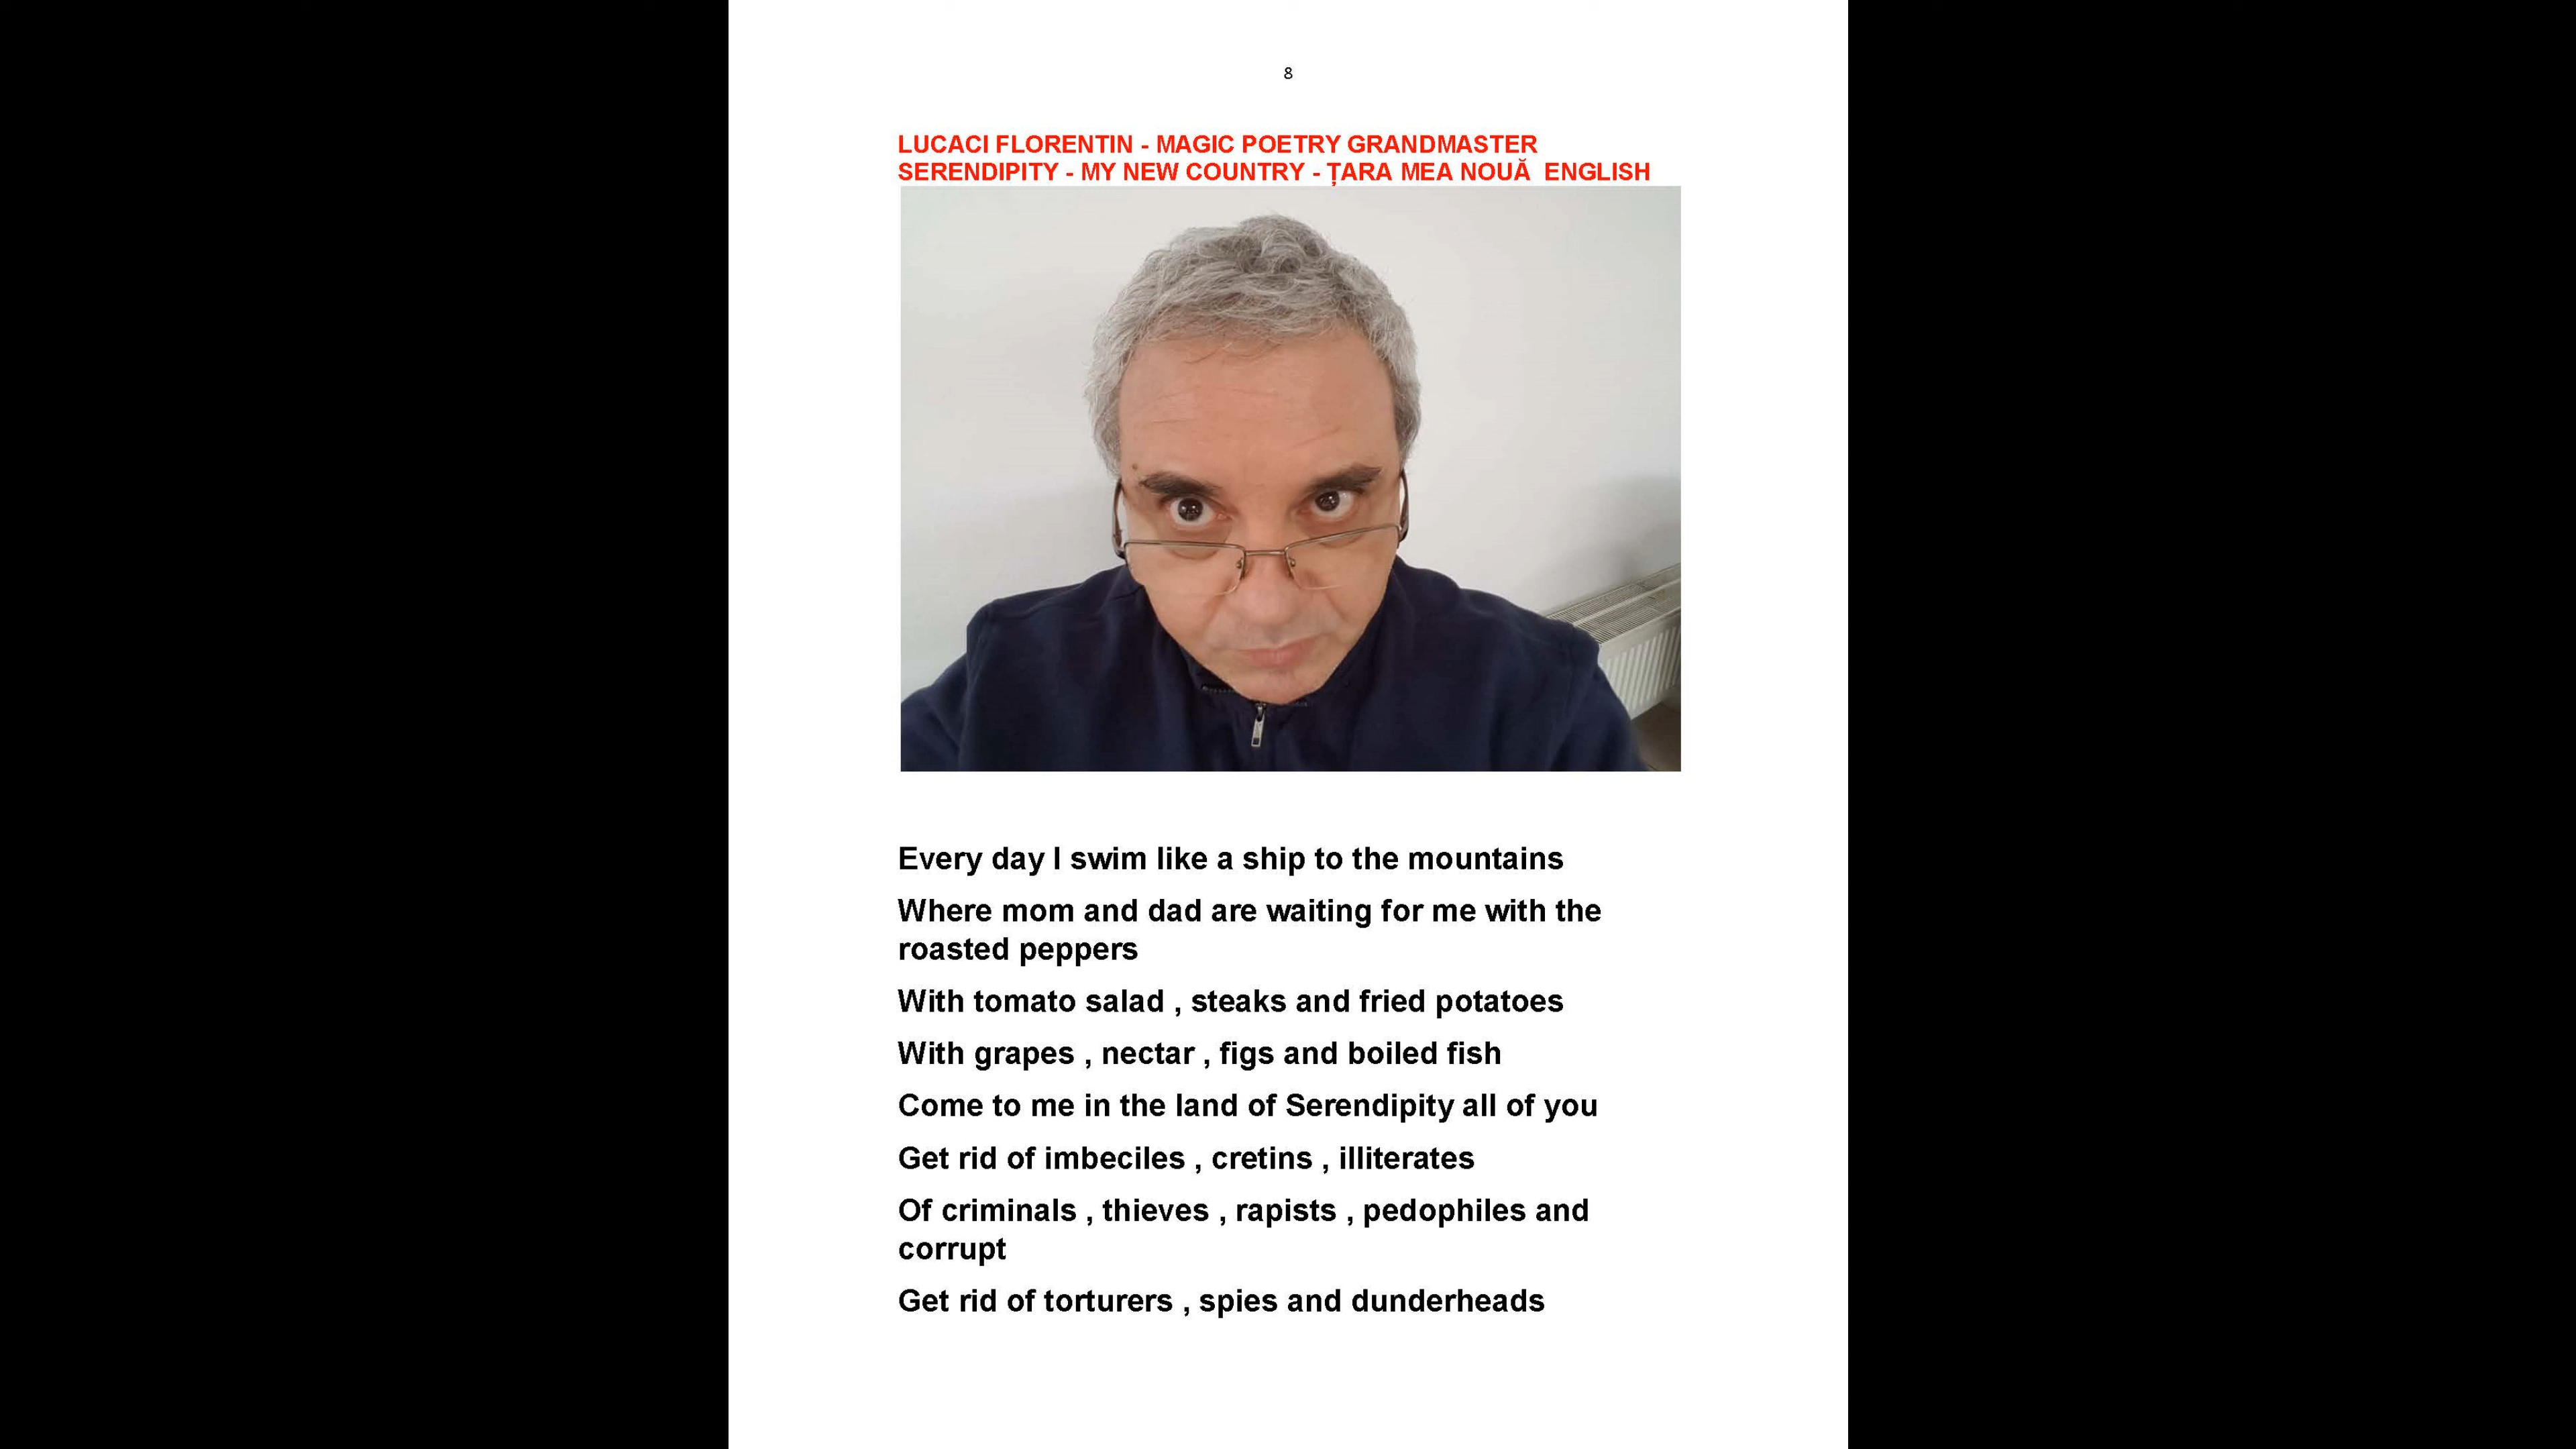 8
LUCACI FLORENTIN - MAGIC POETRY GRANDMASTER
SERENDIPITY - MY NEW COUNTRY - ȚARA MEA NOUĂ  ENGLISH
Every day I swim like a ship to the mountains
Where mom and dad are waiting for me with the
roasted peppers
With tomato salad , steaks and fried potatoes
With grapes , nectar , figs and boiled fish
Come to me in the land of Serendipity all of you
Get rid of imbeciles , cretins , illiterates
Of criminals , thieves , rapists , pedophiles and
corrupt
Get rid of torturers , spies and dunderheads